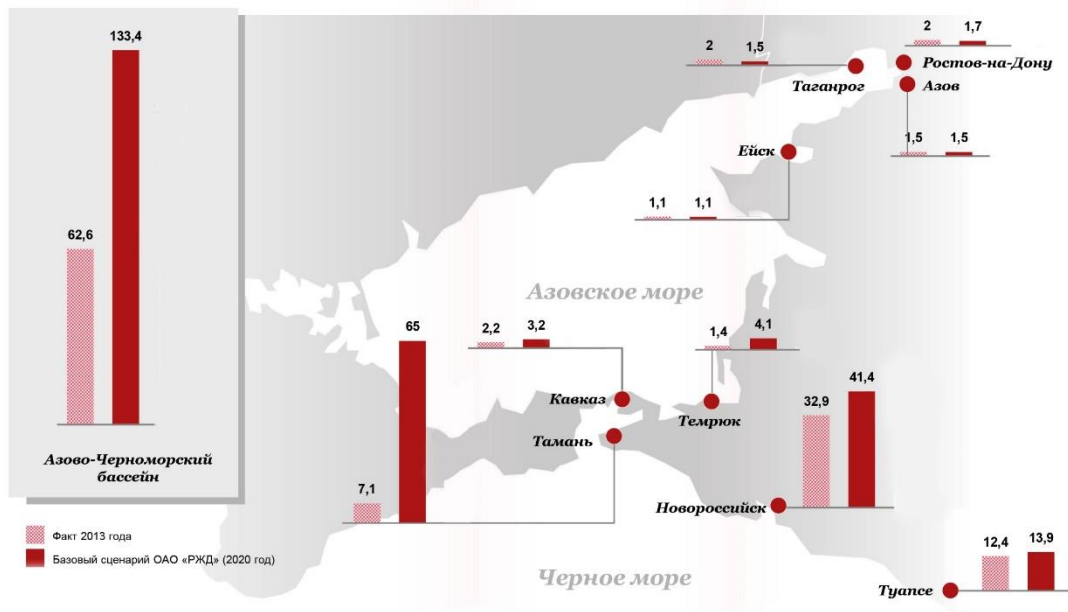 133,4
62,6
Азово-Черноморский
бассейн
2 1,5
Таганрог
2 1,7
Ростов-на-Дону
Азов
1,5 1,5
Ейск
1,1 1,1
Азовское море
7,1 65
2,2 3,2
Кавказ
Тамань
1,4 4,1
Темрюк
32,9 41,4
Новороссийск
12,4 13,9
Туапсе
Черное море
Факт 2013 года
Базовый сценарий ОАО «РЖД» (2020 год)